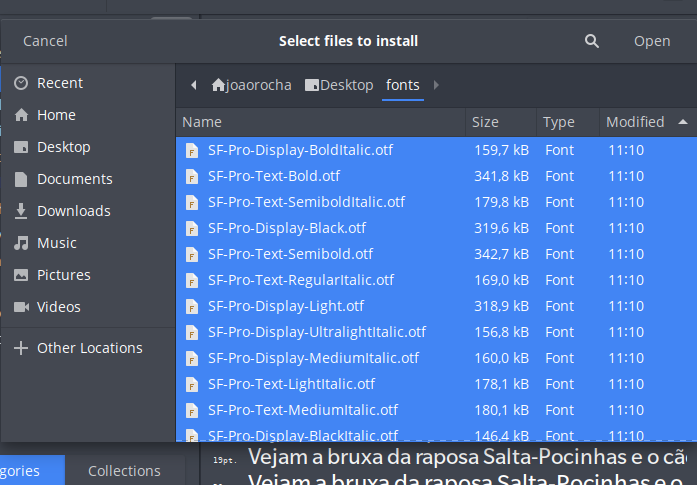 Cancel Select files to install Open
Recent
Home
Desktop
Documents
Downloads
Music
Pictures
Videos
Other Locations
joaorocha Desktop fonts
Name Size Type Modified
SF-Pro-Display-BoldItalic.otf 159,7 kB Font 11:10
SF-Pro-Text-Bold.otf 341,8 kB Font 11:10
SF-Pro-Text-SemiboldItalic.otf 179,8 kB Font 11:10
SF-Pro-Display-Black.otf 319,6 kB Font 11:10
SF-Pro-Text-Semibold.otf 342,7 kB Font 11:10
SF-Pro-Text-RegularItalic.otf 169,0 kB Font 11:10
SF-Pro-Display-Light.otf 318,9 kB Font 11:10
SF-Pro-Display-UltralightItalic.otf 156,8 kB Font 11:10
SF-Pro-Display-MediumItalic.otf 160,0 kB Font 11:10
SF-Pro-Text-LightItalic.otf 178,1 kB Font 11:10
SF-Pro-Text-MediumItalic.otf 180,1 kB Font 11:10
SF-Pro-Display-BlackItalic.otf 146,4 kB Font 11:10
gories Collections
19pt. Vejam a bruxa da raposa Salta-Pocinhas e o cão
Vejam a bruxa da raposa Salta-Pocinhas e o